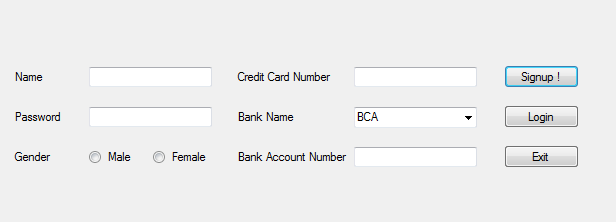 Name Credit Card Number Signup !
Password Bank Name BCA Login
Gender Male Female Bank Account Number Exit